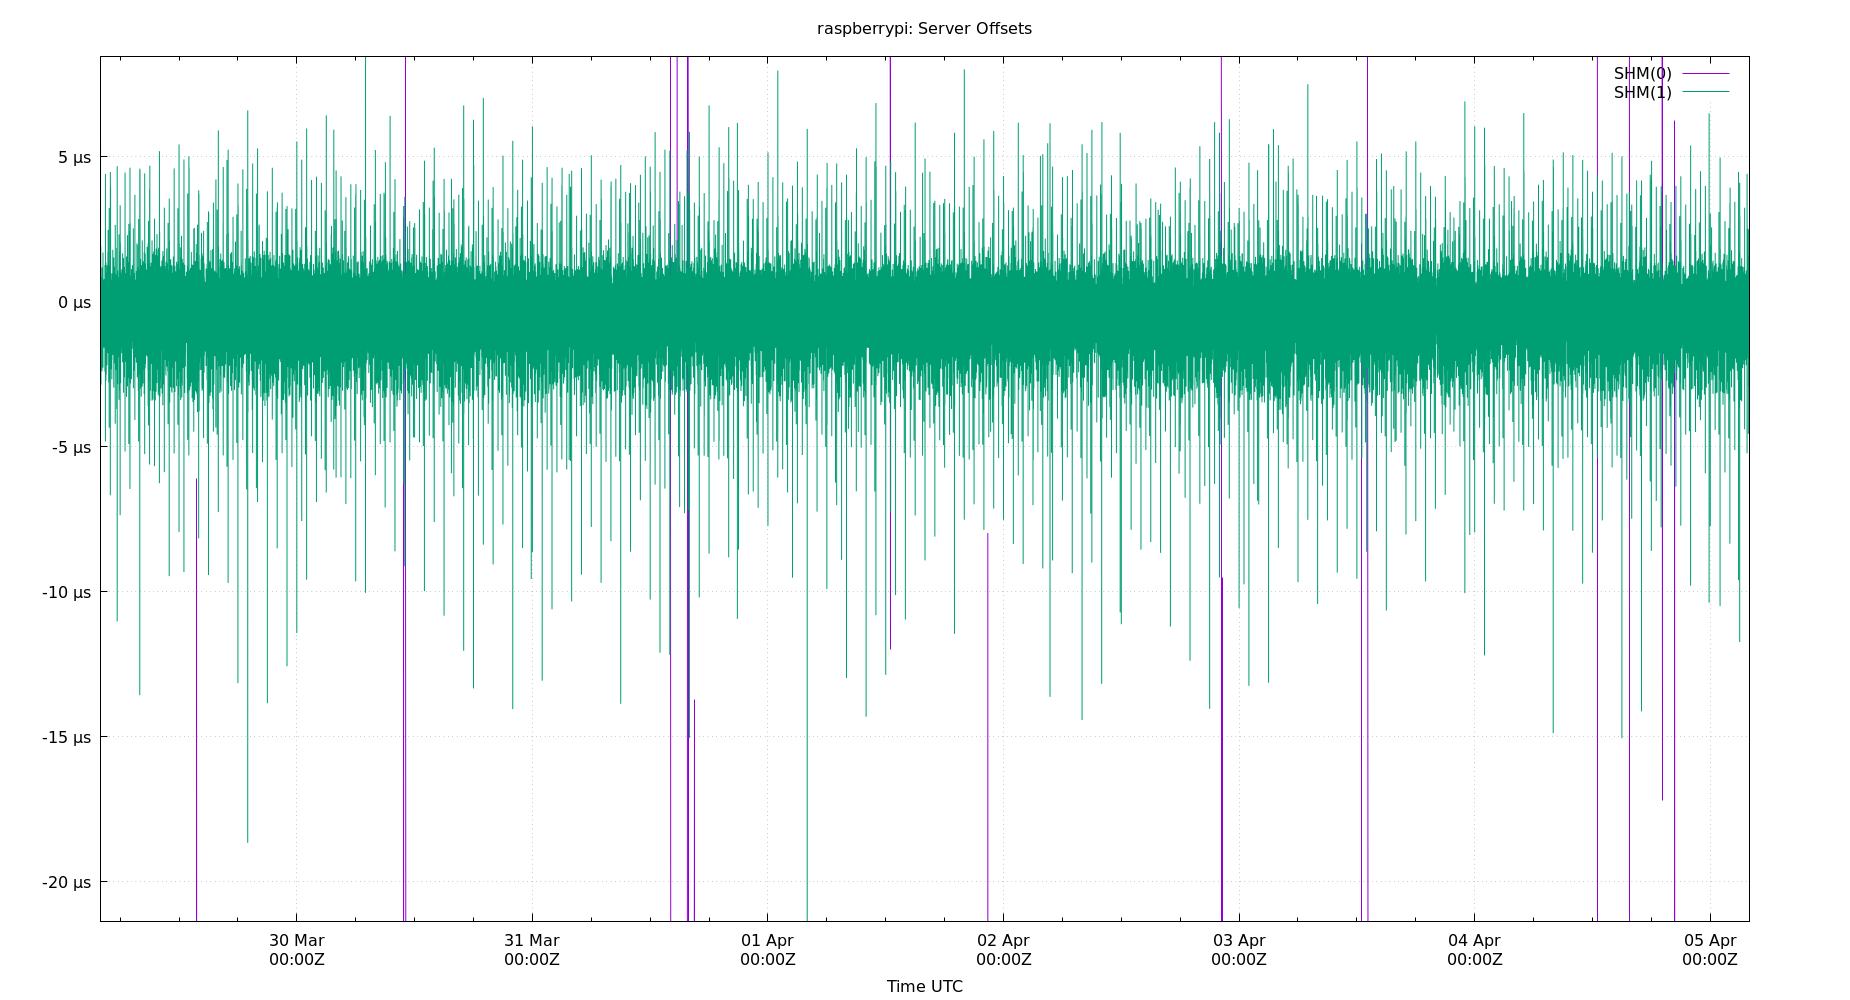 raspberrypi: Server Offsets
SHM(0)
SHM(1)
5 µs
0 µs
-5 µs
-10 µs
-15 µs
-20 µs
30 Mar 31 Mar 01 Apr 02 Apr 03 Apr 04 Apr 05 Apr
00:00Z 00:00Z 00:00Z 00:00Z 00:00Z 00:00Z 00:00Z
Time UTC